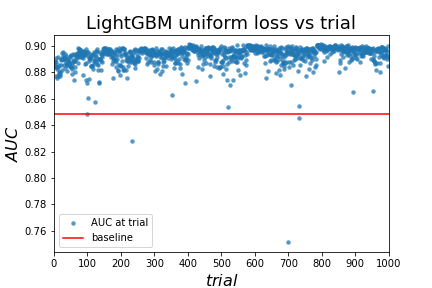 LightGBM uniform loss vs trial
AUC
0.90
0.88
0.86
0.84
0.82
0.80
0.78
0.76
AUC at trial
baseline
0 100 200 300 400 500 600 700 800 900 1000
trial